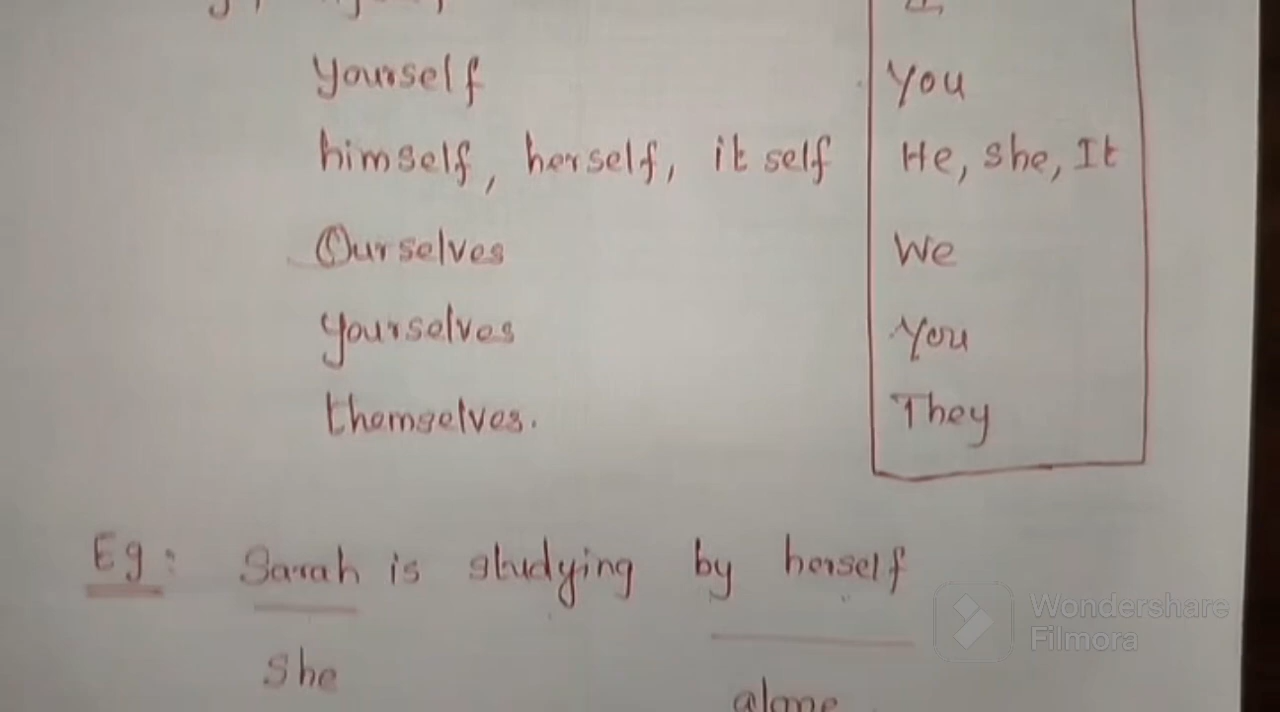 yourself You
himself, herself, it self He, She, It
Ourselves We
yourselves You
themselves. They
Eg: Sarah is studying by herself
She
alone
Wondershare
Filmora